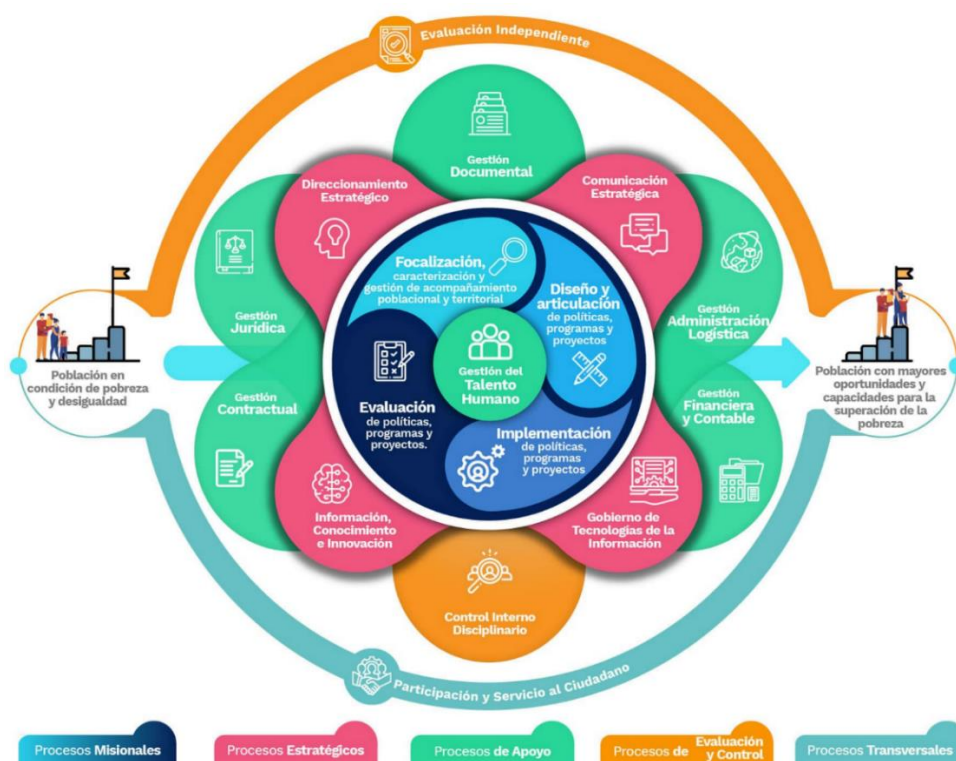 Evaluación Independiente
Gestión
Documental
Direccionamiento
Estratégico
Comunicación
Estratégica
Gestión
Jurídica
Gestión
Administración
Logística
Focalización,
caracterización y
gestión de acompañamiento
poblacional y territorial
Diseño y
articulación
de políticas,
programas y
proyectos
Gestión del
Talento
Humano
Población en
condición de pobreza
y desigualdad
Población con mayores
oportunidades y
capacidades para la
superación de la
pobreza
Gestión
Contractual
Evaluación
de políticas,
programas y
proyectos.
Implementación
de políticas,
programas
y proyectos
Gestión
Financiera
y Contable
Información,
Conocimiento
e Innovación
Gobierno de
Tecnologías de la
Información
Control Interno
Disciplinario
Participación y Servicio al Ciudadano
Procesos Misionales
Procesos Estratégicos
Procesos de Apoyo
Procesos de Evaluación
y Control
Procesos Transversales